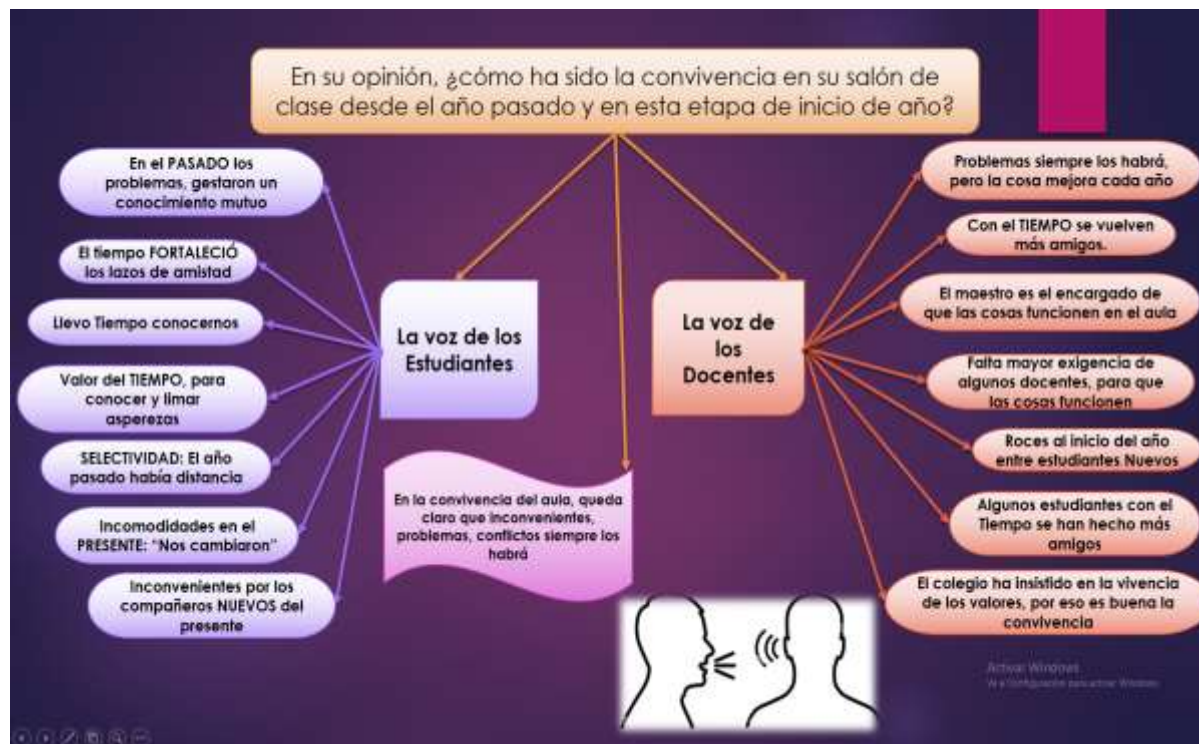 En su opinión, ¿cómo ha sido la convivencia en su salón de
clase desde el año pasado y en esta etapa de inicio de año?
En el PASADO los
problemas, gestaron un
conocimiento mutuo
El tiempo FORTALECIÓ
los lazos de amistad
Llevo Tiempo conocernos
Valor del TIEMPO, para
conocer y limar
asperezas
SELECTIVIDAD: El año
pasado había distancia
Incomodidades en el
PRESENTE: “Nos cambiaron”
Inconvenientes por los
compañeros NUEVOS del
presente
La voz de los
Estudiantes
En la convivencia del aula, queda
claro que inconvenientes,
problemas, conflictos siempre los
habrá
La voz de
los
Docentes
Problemas siempre los habrá,
pero la cosa mejora cada año
Con el TIEMPO se vuelven
más amigos.
El maestro es el encargado de
que las cosas funcionen en el aula
Falta mayor exigencia de
algunos docentes, para que
las cosas funcionen
Roces al inicio del año
entre estudiantes Nuevos
Algunos estudiantes con el
Tiempo se han hecho más
amigos
El colegio ha insistido en la vivencia
de los valores, por eso es buena la
convivencia
Activar Windows
Ve a Configuración para activar Windows.